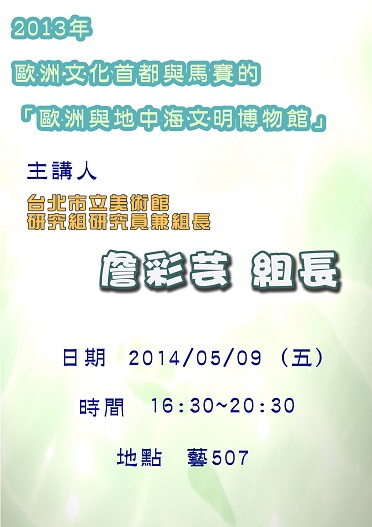 2013年
歐洲文化首都與馬賽的
「歐洲與地中海文明博物館」
主講人
台北市立美術館
研究組研究員兼組長
詹彩芸 組長
日期 2014/05/09 (五)
時間 16:30~20:30
地點 藝507